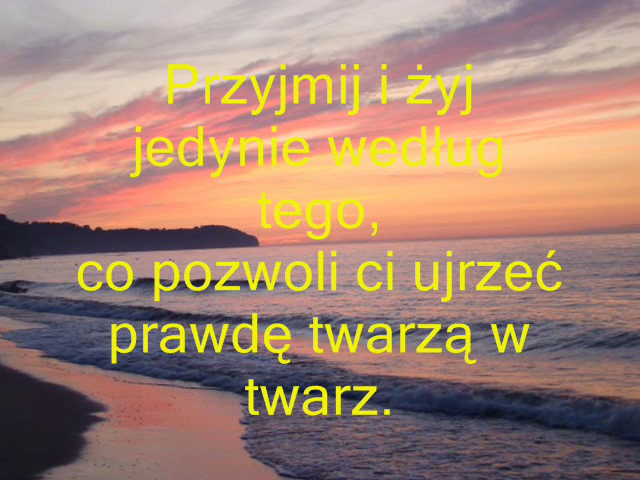 Przyjmij i żyj
jedynie według
tego,
co pozwoli ci ujrzeć
prawdę twarzą w
twarz.